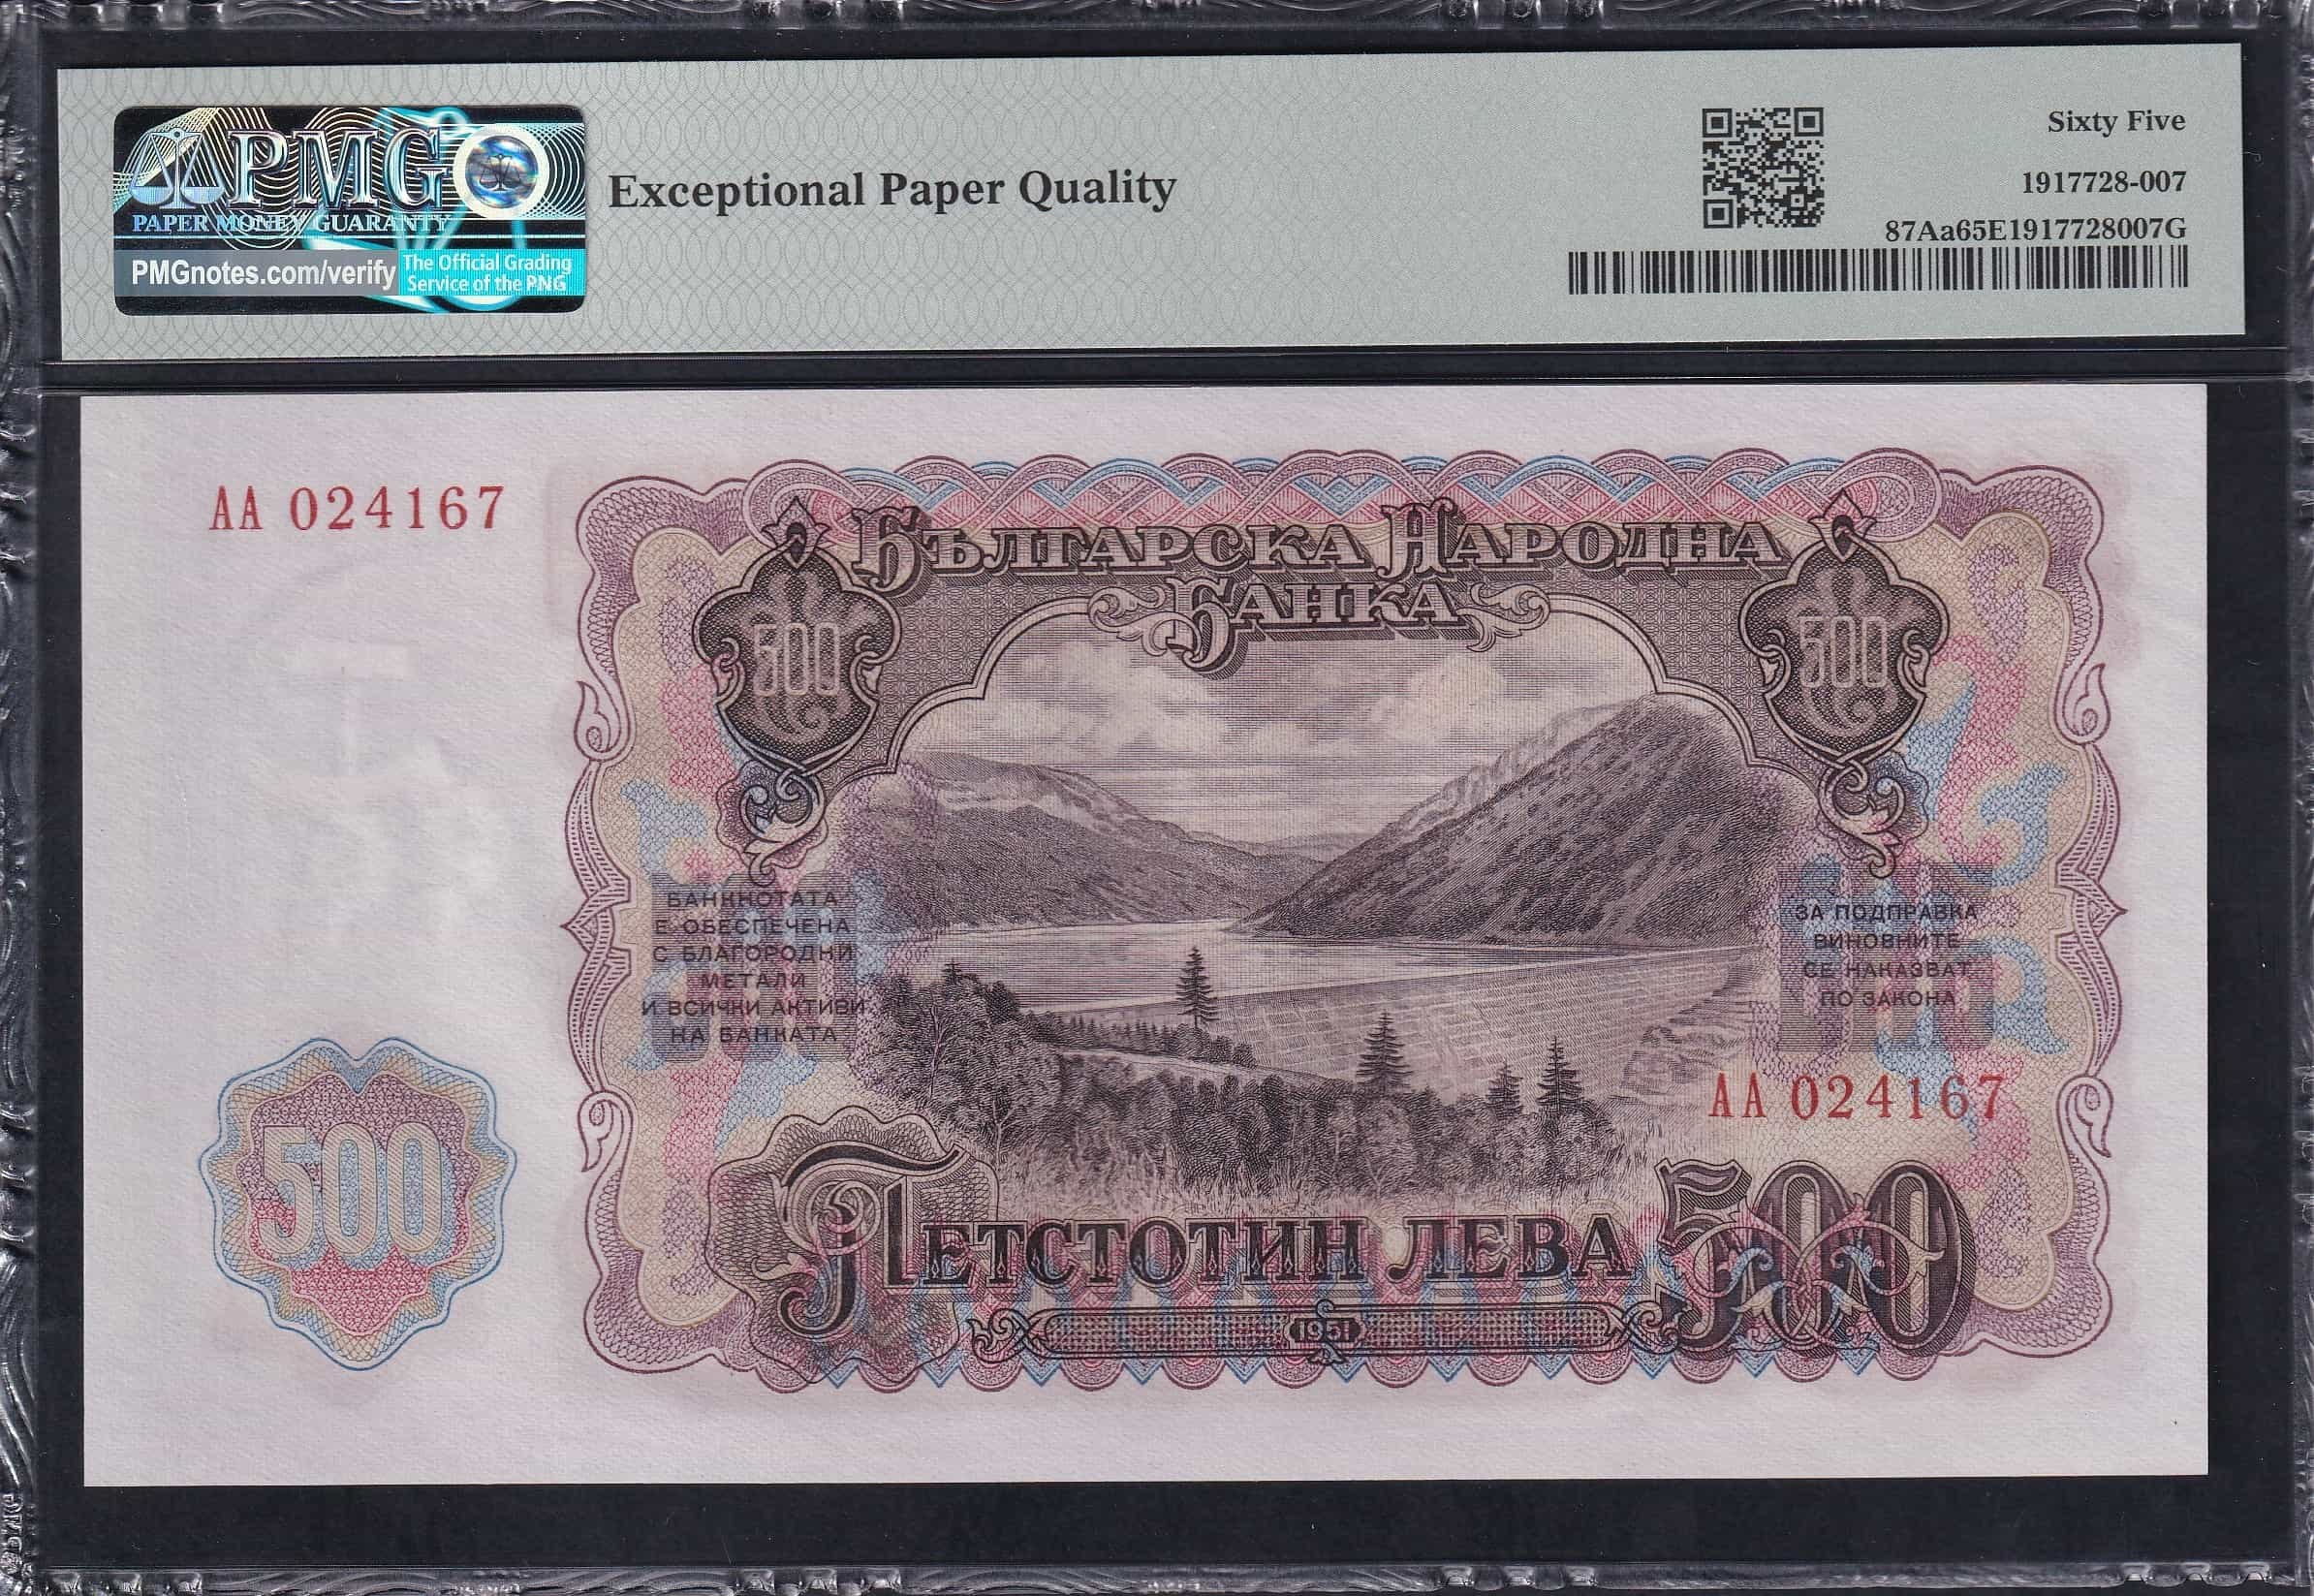 PMG
PAPER MONEY GUARANTY
PMGnotes.com/verify
The Official Grading
Service of the PNG
Exceptional Paper Quality
Sixty Five
1917728-007
87Aa65E1917728007G
АА 024167
БЪЛГАРСКА НАРОДНА
БАНКА
500
500
БАНКНОТАТА
Е ОБЕСПЕЧЕНА
С БЛАГОРОДНИ
МЕТАЛИ
И ВСИЧКИ АКТИВИ
НА БАНКАТА
ЗА ПОДПРАВКА
ВИНОВНИТЕ
СЕ НАКАЗВАТ
ПО ЗАКОНА
АА 024167
500
ПЕТСТОТИН ЛЕВА 500
1951